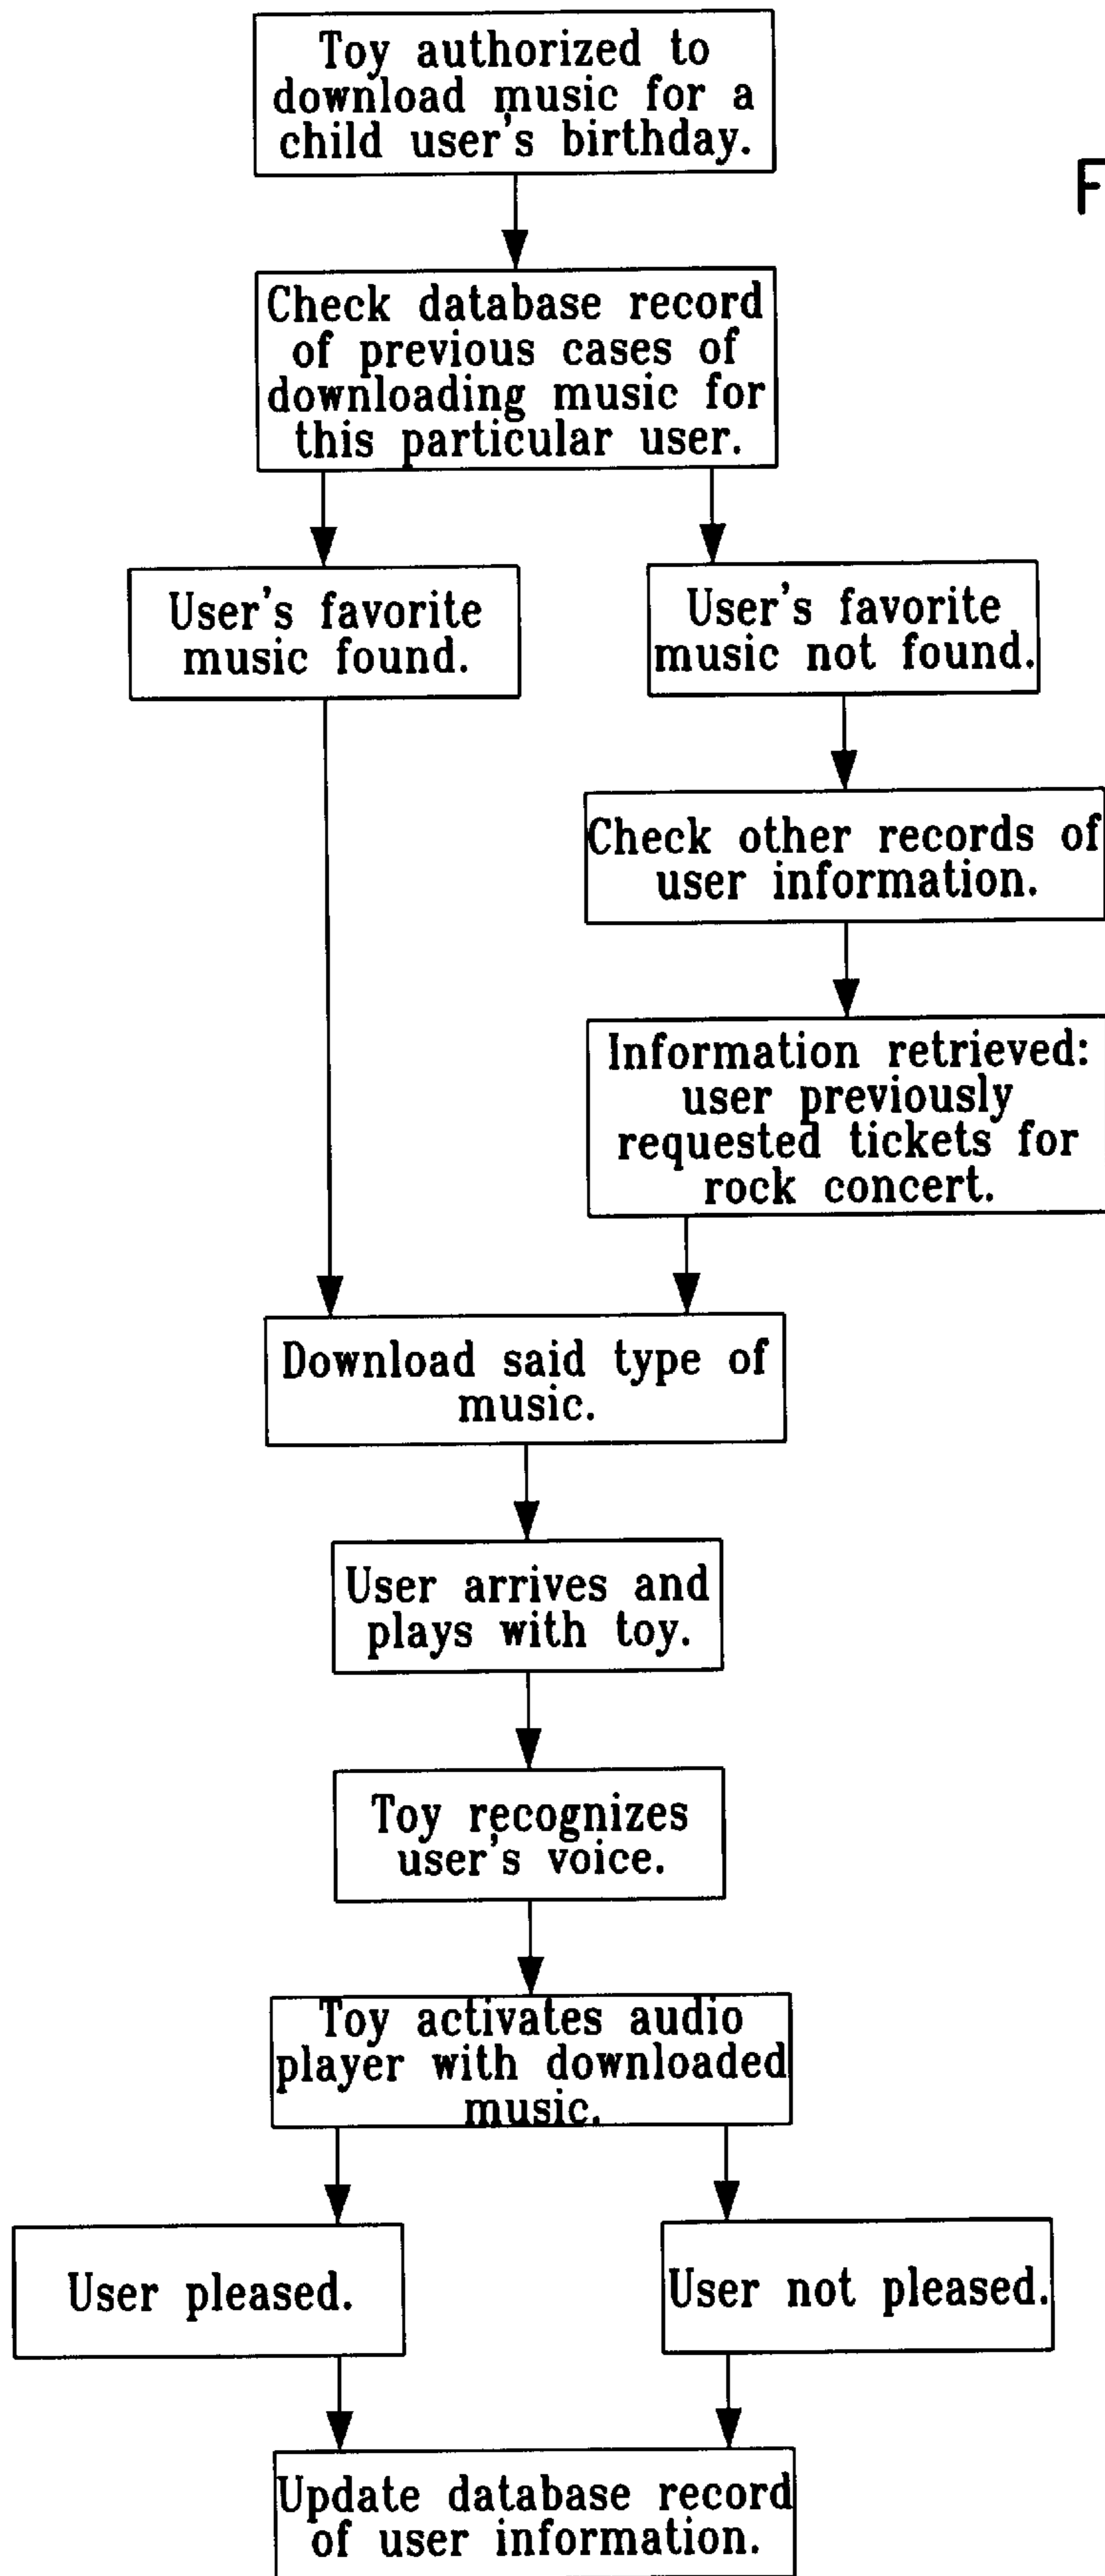 Toy authorized to
download music for a
child user's birthday.
F
Check database record
of previous cases of
downloading music for
this particular user.
User's favorite
music found.
User's favorite
music not found.
Check other records of
user information.
Information retrieved:
user previously
requested tickets for
rock concert.
Download said type of
music.
User arrives and
plays with toy.
Toy recognizes
user's voice.
Toy activates audio
player with downloaded
music.
User pleased.
User not pleased.
Update database record
of user information.